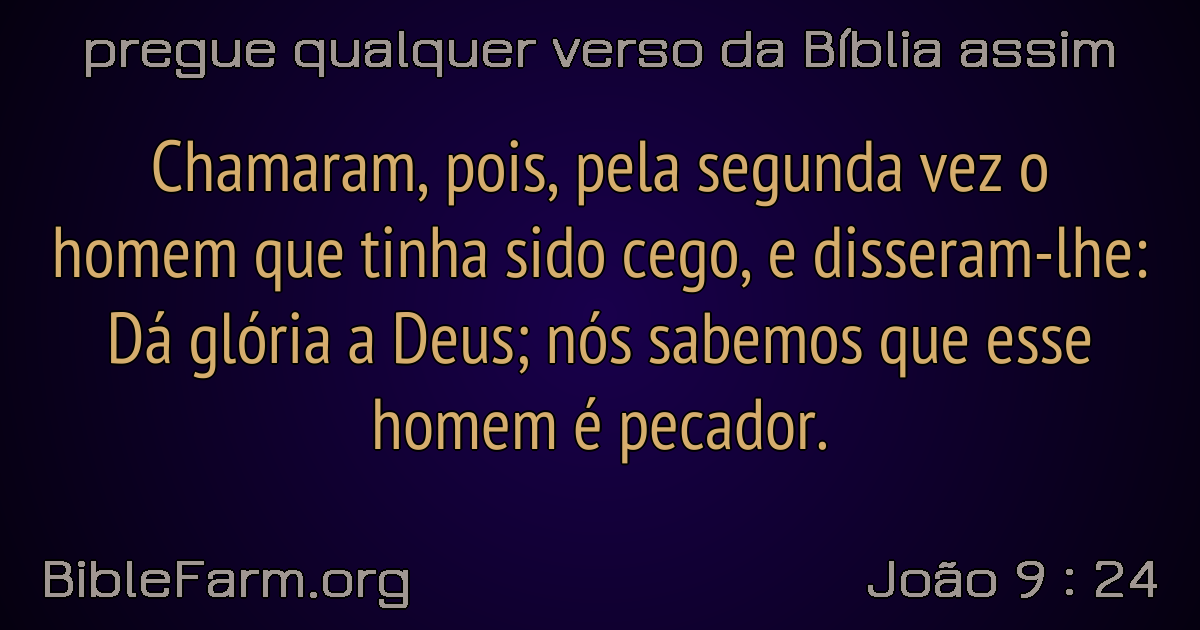 pregue qualquer verso da Bíblia assim
Chamaram, pois, pela segunda vez o
homem que tinha sido cego, e disseram-lhe:
Dá glória a Deus; nós sabemos que esse
homem é pecador.
BibleFarm.org
João 9 : 24